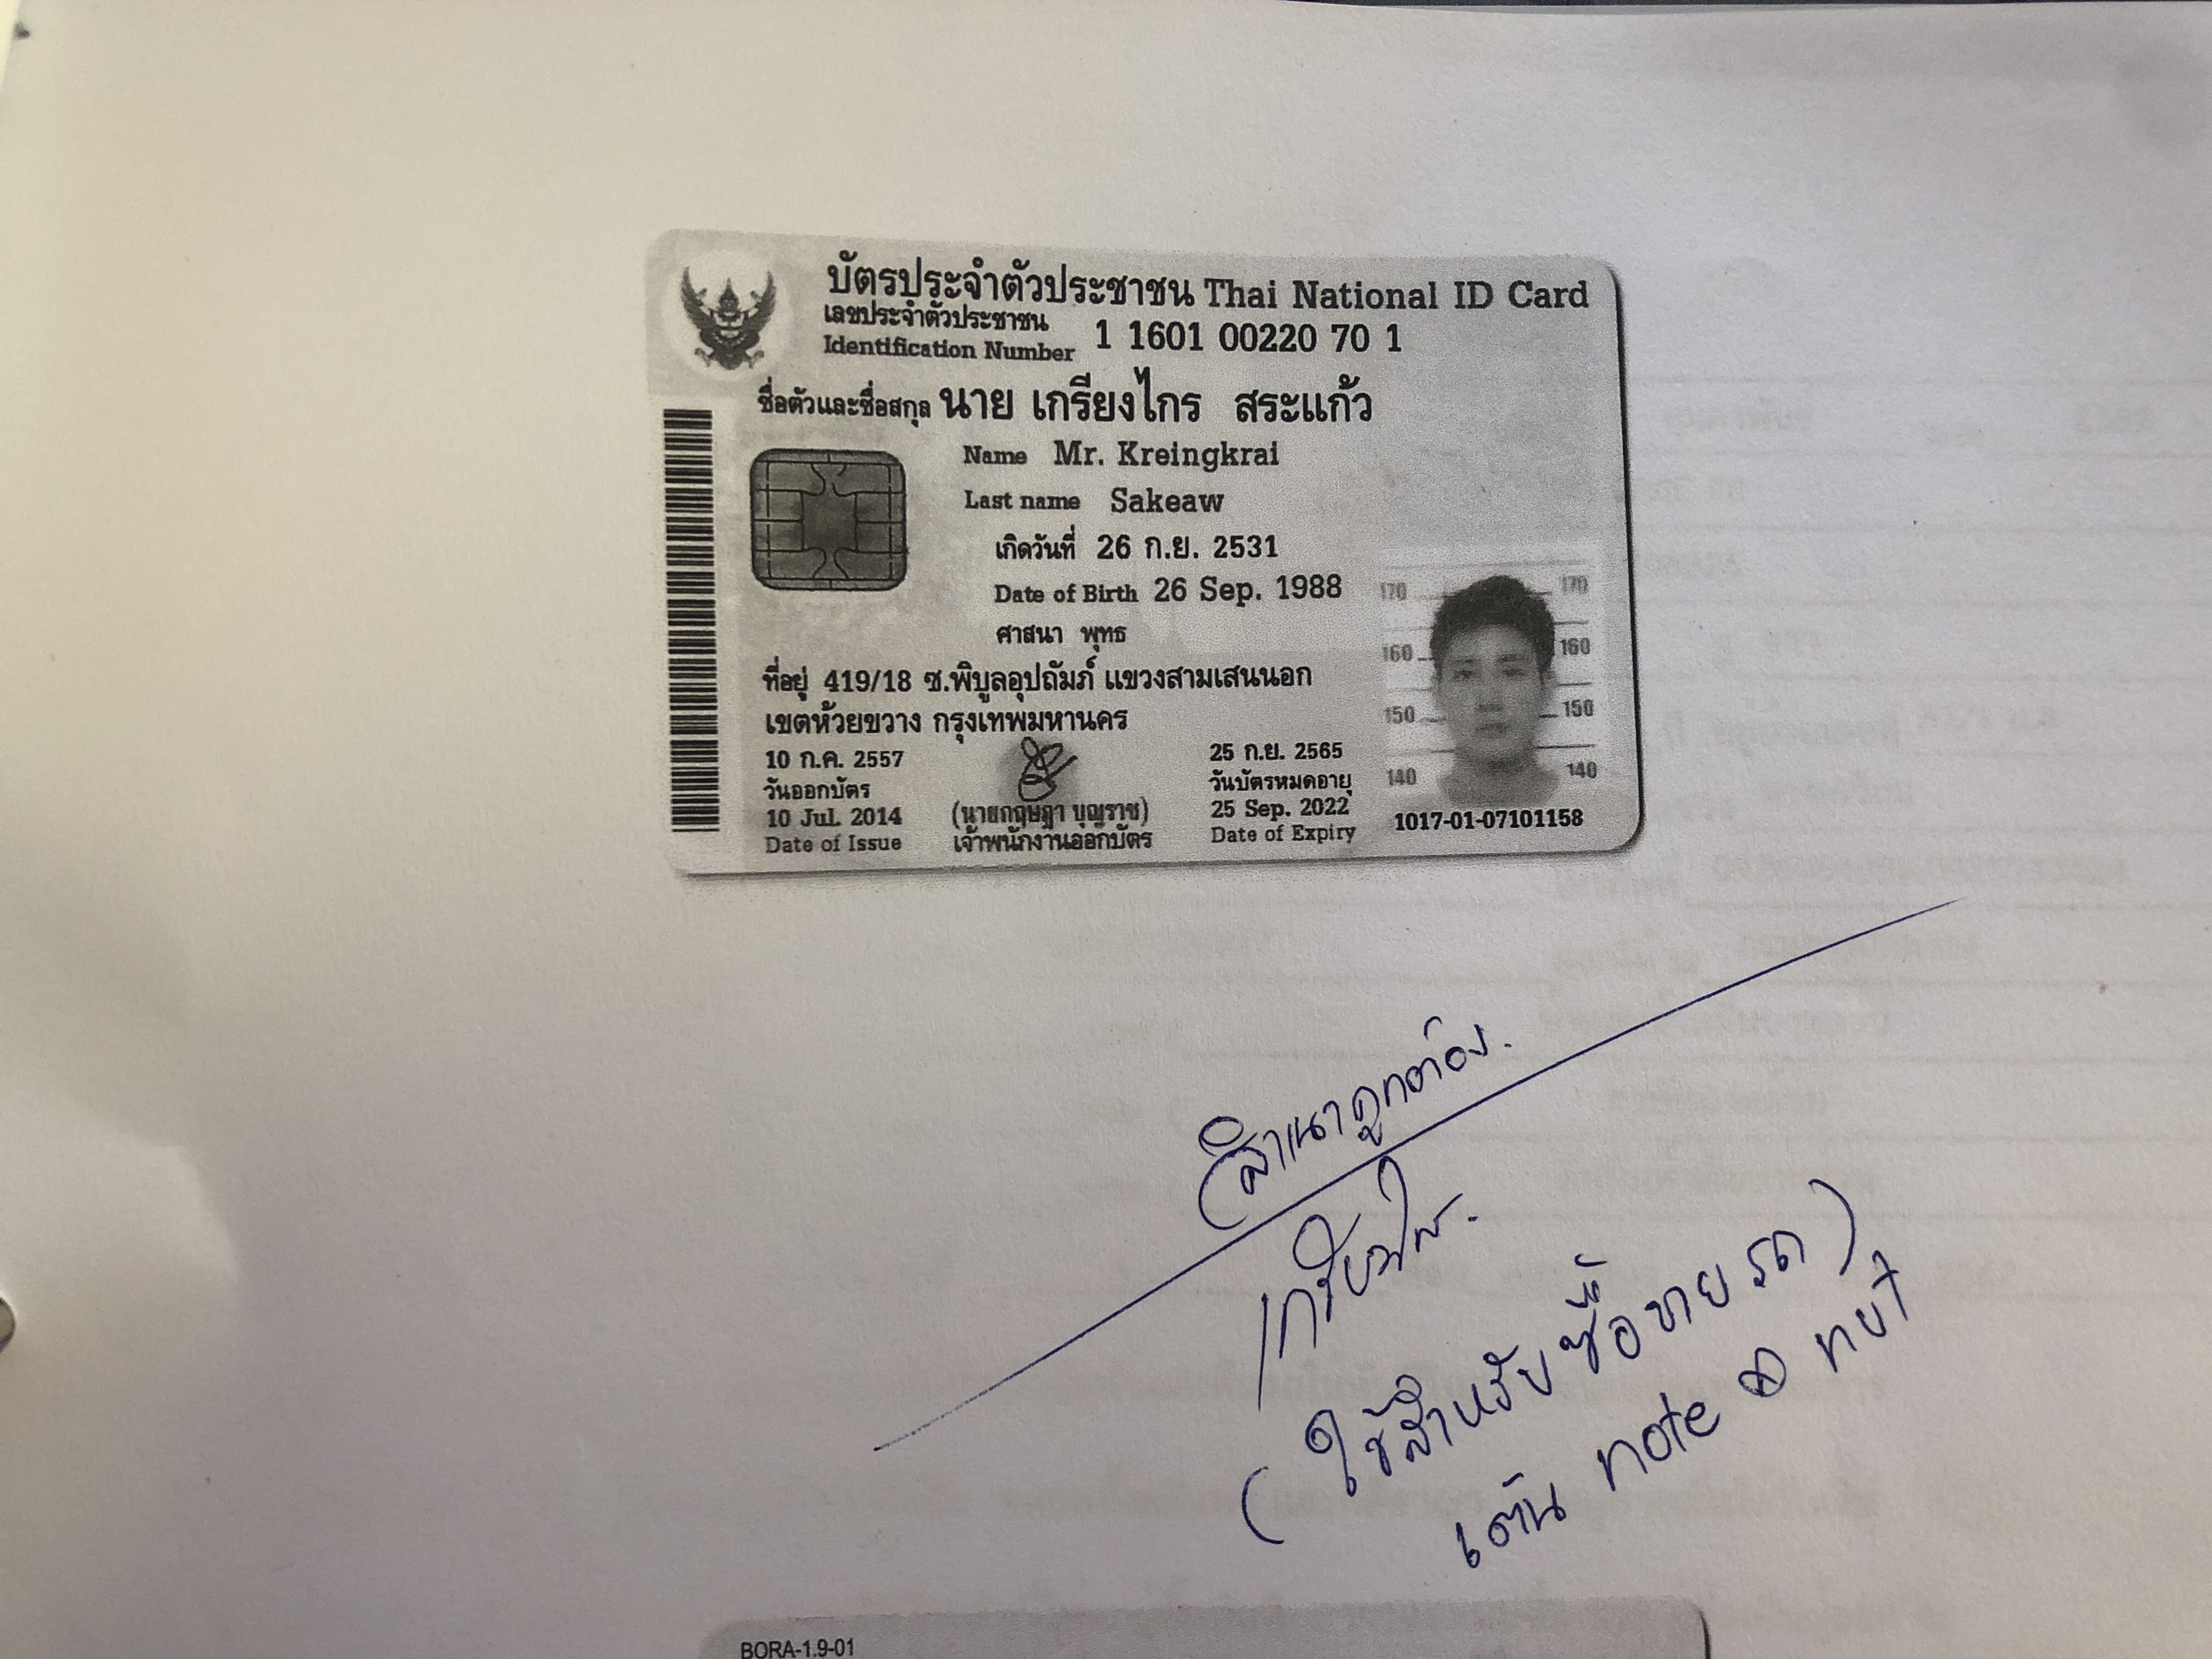 บัตรประจำตัวประชาชน Thai National ID Card
เลขประจำตัวประชาชน
Identification Number 1 1601 00220 70 1
ชื่อตัวและชื่อสกุล นาย เกรียงไกร สระแก้ว
Name Mr. Kreingkrai
Last name Sakeaw
เกิดวันที่ 26 ก.ย. 2531
Date of Birth 26 Sep. 1988
ศาสนา พุทธ
ที่อยู่ 419/18 ซ.พิบูลอุปถัมภ์ แขวงสามเสนนอก
เขตห้วยขวาง กรุงเทพมหานคร
10 ก.ค. 2557
วันออกบัตร
10 Jul. 2014
Date of Issue
(นายกฤษฎา บุญราช)
เจ้าพนักงานออกบัตร
25 ก.ย. 2565
วันบัตรหมดอายุ
25 Sep. 2022
Date of Expiry
170 170
160 160
150 150
140 140
1017-01-07101158
สำเนาถูกต้อง.
เกรียงไกร.
(ใช้สำหรับซื้อขายรถ)
เต้น note
BORA-1.9-01